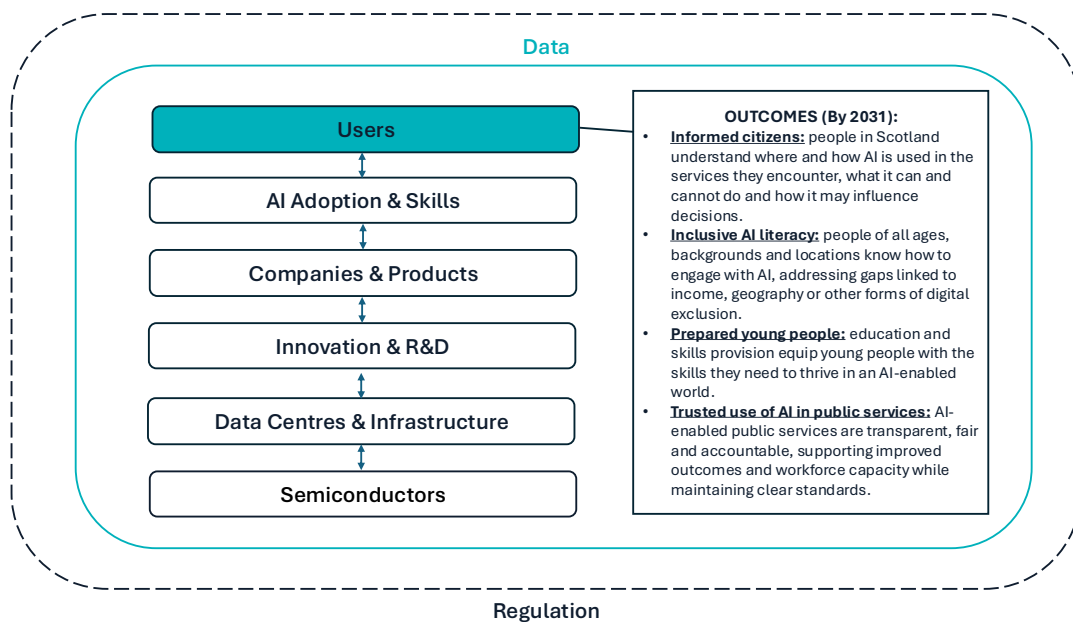 Data
Users
AI Adoption & Skills
Companies & Products
Innovation & R&D
Data Centres & Infrastructure
Semiconductors
OUTCOMES (By 2031):
• Informed citizens: people in Scotland
understand where and how AI is used in the
services they encounter, what it can and
cannot do and how it may influence
decisions.
• Inclusive AI literacy: people of all ages,
backgrounds and locations know how to
engage with AI, addressing gaps linked to
income, geography or other forms of digital
exclusion.
• Prepared young people: education and
skills provision equip young people with the
skills they need to thrive in an AI-enabled
world.
• Trusted use of AI in public services: AI-
enabled public services are transparent, fair
and accountable, supporting improved
outcomes and workforce capacity while
maintaining clear standards.
Regulation